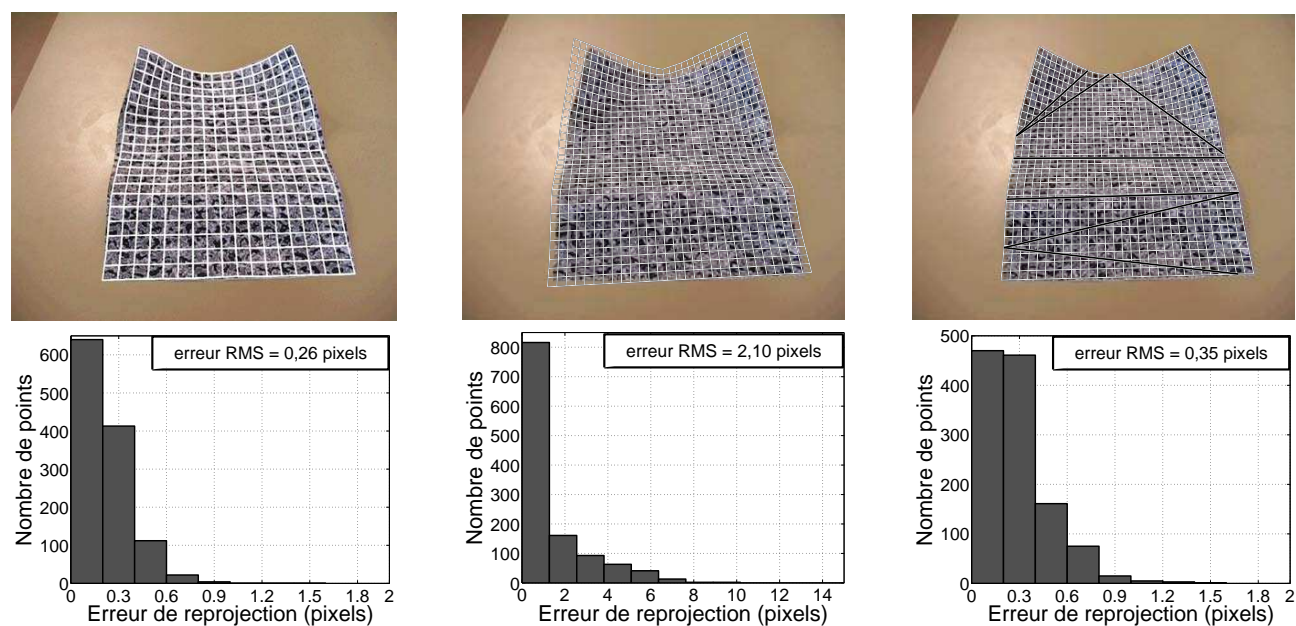 erreur RMS = 0,26 pixels
Nombre de points
600
500
400
300
200
100
0
0 0.3 0.6 0.9 1.2 1.5 1.8 2
Erreur de reprojection (pixels)
erreur RMS = 2,10 pixels
Nombre de points
800
700
600
500
400
300
200
100
0
0 2 4 6 8 10 12 14
Erreur de reprojection (pixels)
erreur RMS = 0,35 pixels
Nombre de points
500
400
300
200
100
0
0 0.3 0.6 0.9 1.2 1.5 1.8 2
Erreur de reprojection (pixels)